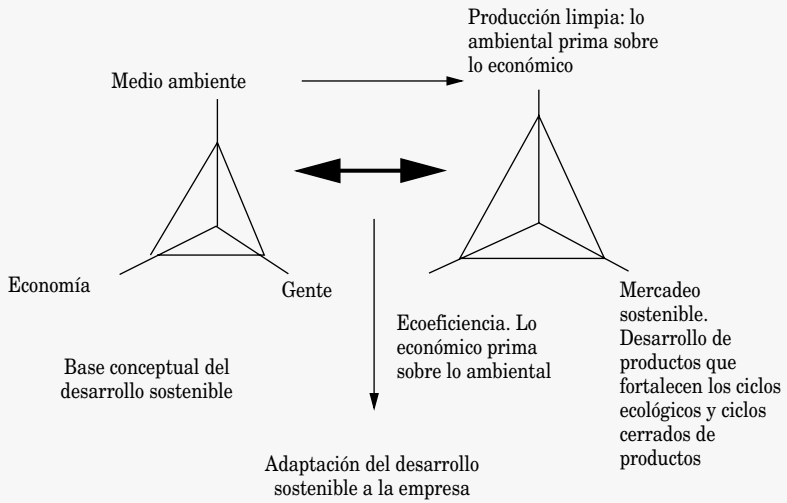 Producción limpia: lo
ambiental prima sobre
lo económico
Medio ambiente
Economía
Gente
Base conceptual del
desarrollo sostenible
Ecoeficiencia. Lo
económico prima
sobre lo ambiental
Mercadeo
sostenible.
Desarrollo de
productos que
fortalecen los ciclos
ecológicos y ciclos
cerrados de
productos
Adaptación del desarrollo
sostenible a la empresa